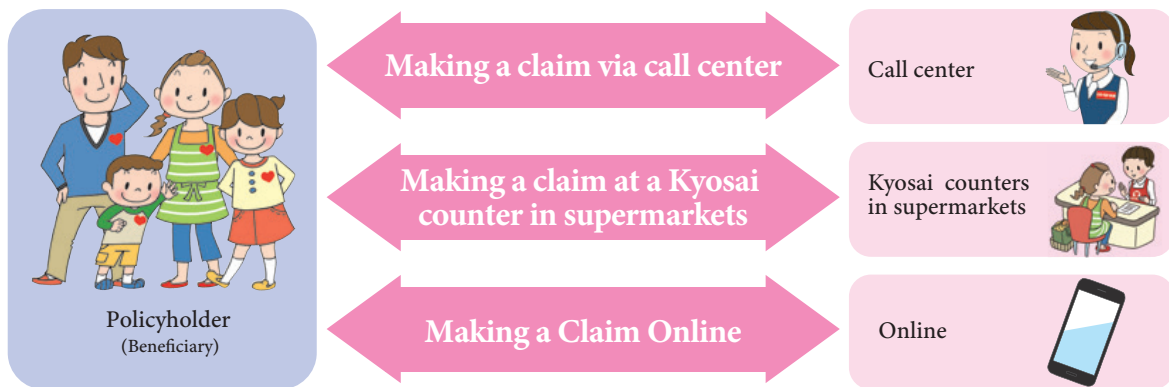 Making a claim via call center
Call center
Making a claim at a Kyosai
counter in supermarkets
Kyosai counters
in supermarkets
Policyholder
(Beneficiary)
Making a Claim Online
Online